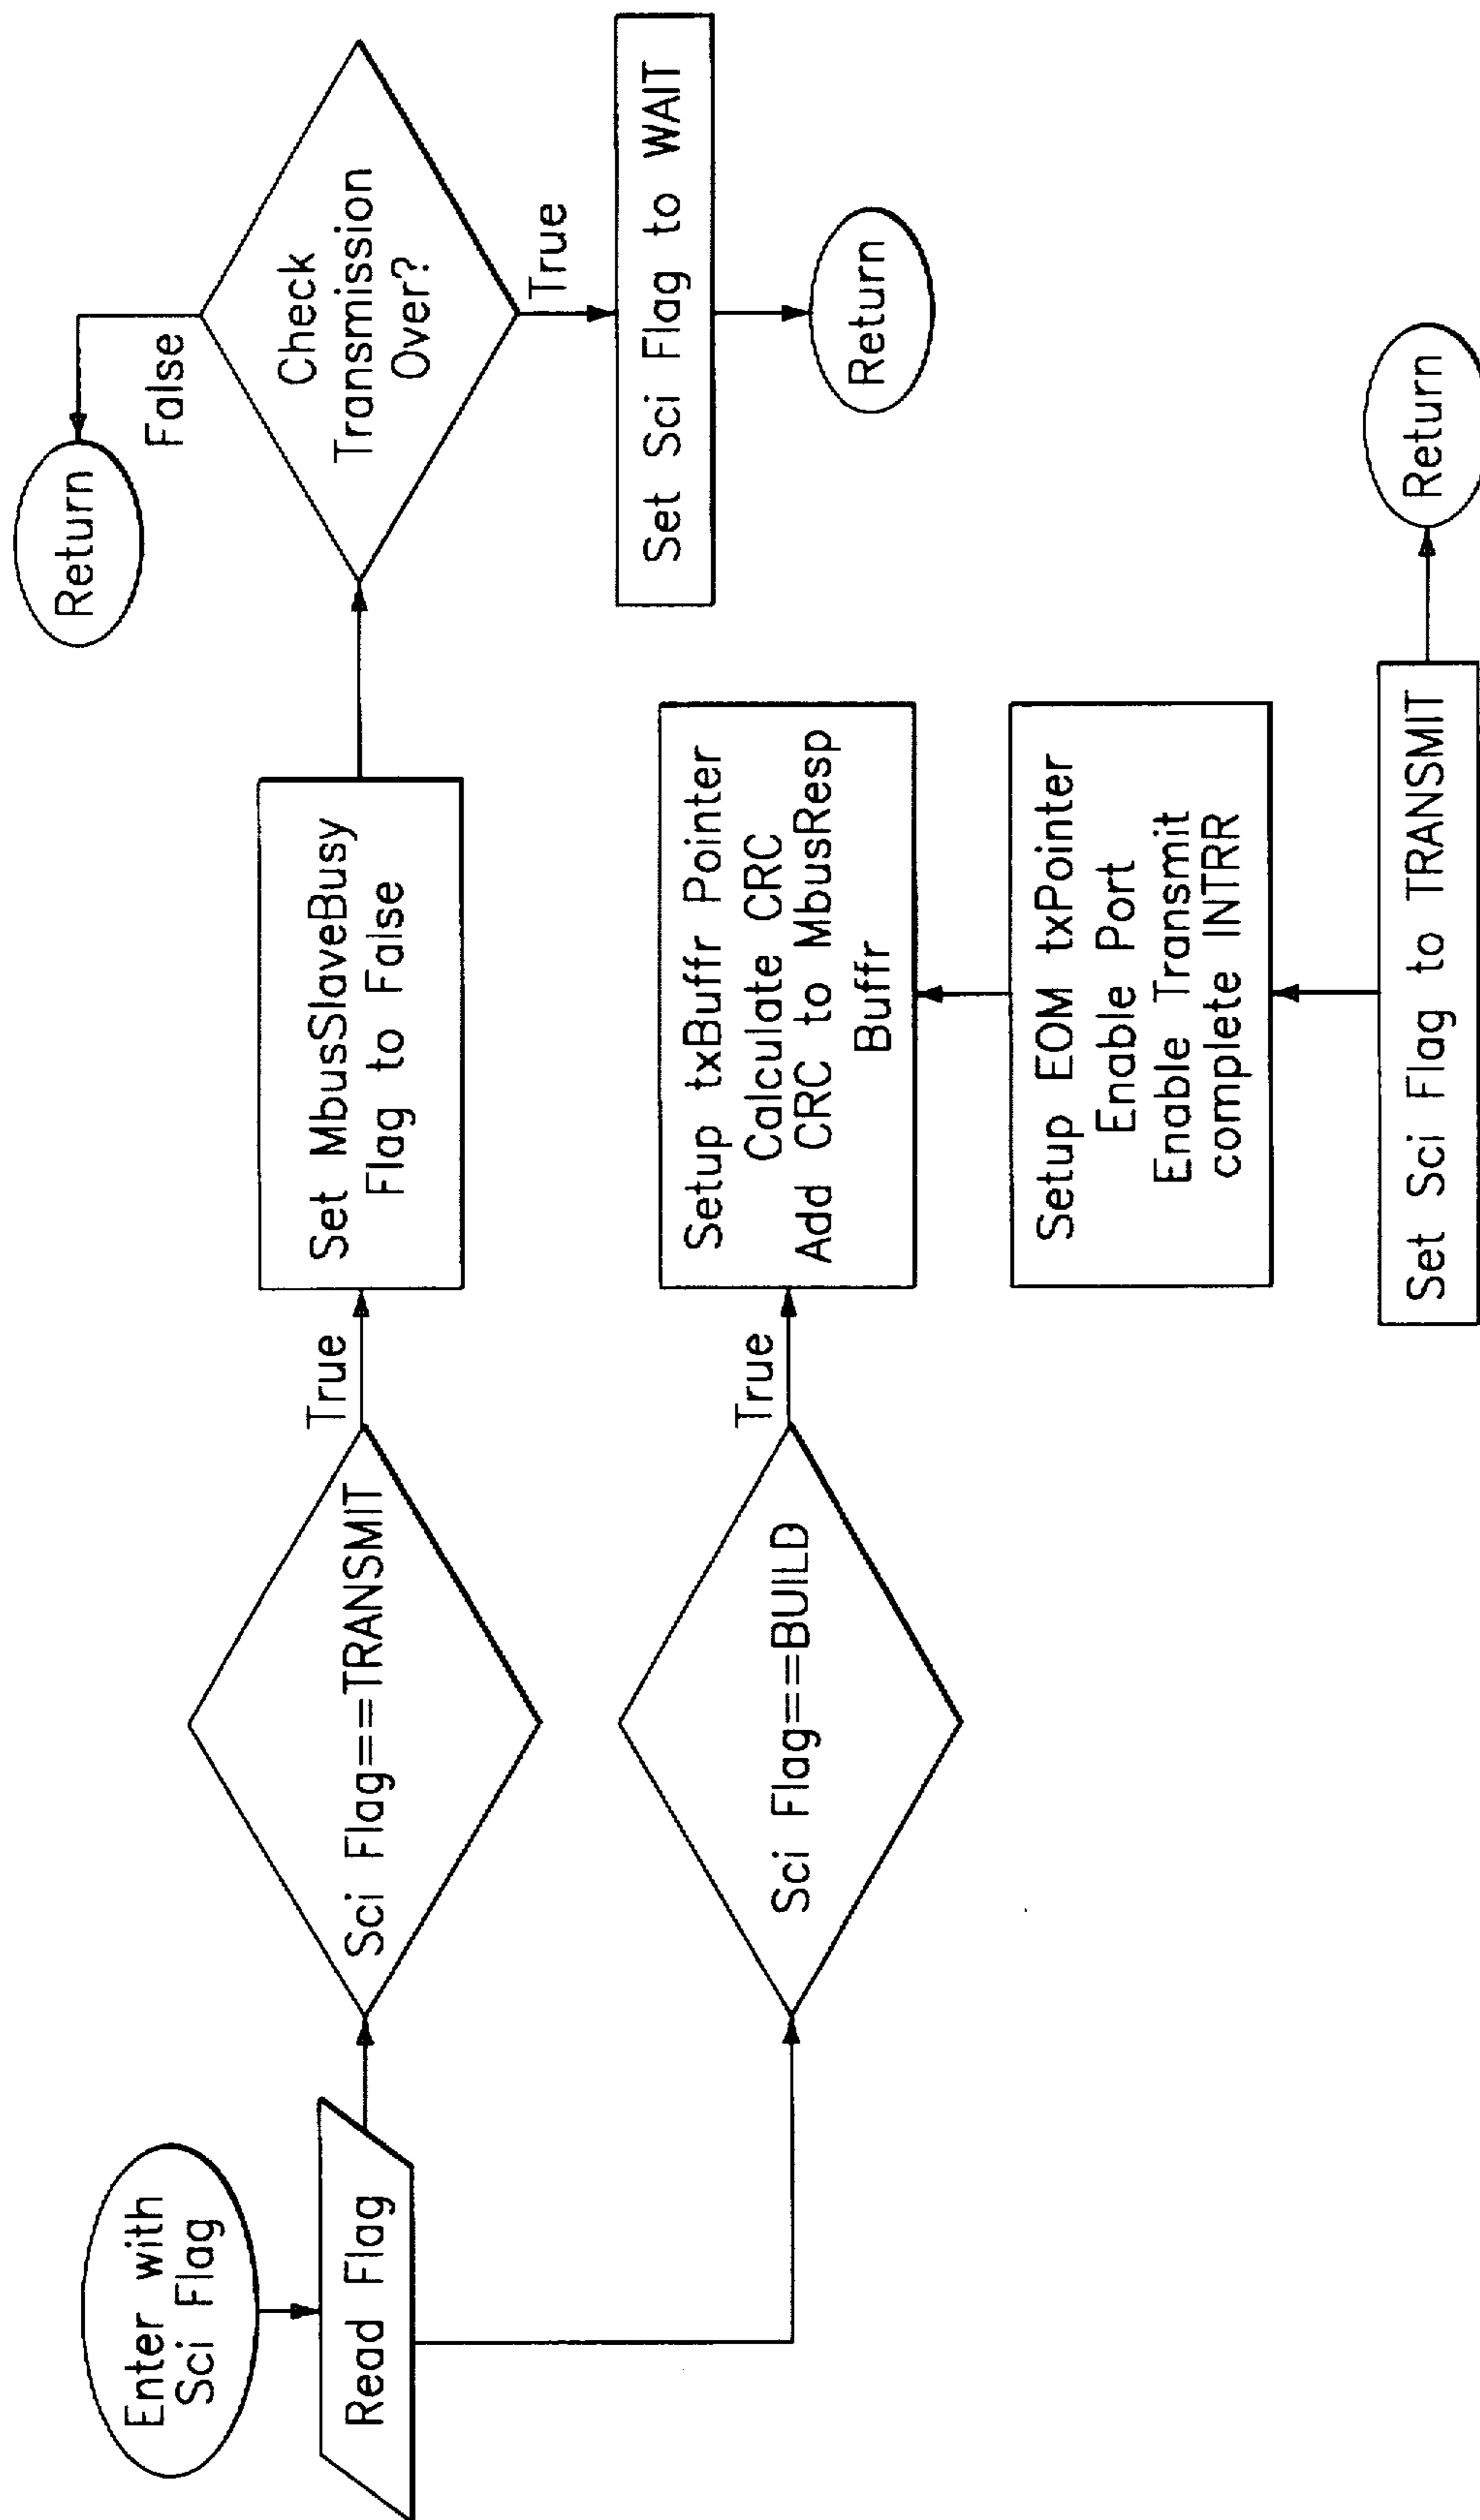 Enter with
Sci Flag
Read Flag
Sci Flag==TRANSMIT
True
Set MbusSlaveBusy
Flag to False
Check
Transmission
Over?
False
Return
True
Set Sci Flag to WAIT
Return
Sci Flag==BUILD
True
Setup txBuffr Pointer
Calculate CRC
Add CRC to MbusResp
Buffr
Setup EOM txPointer
Enable Port
Enable Transmit
complete INTRR
Set Sci Flag to TRANSMIT
Return